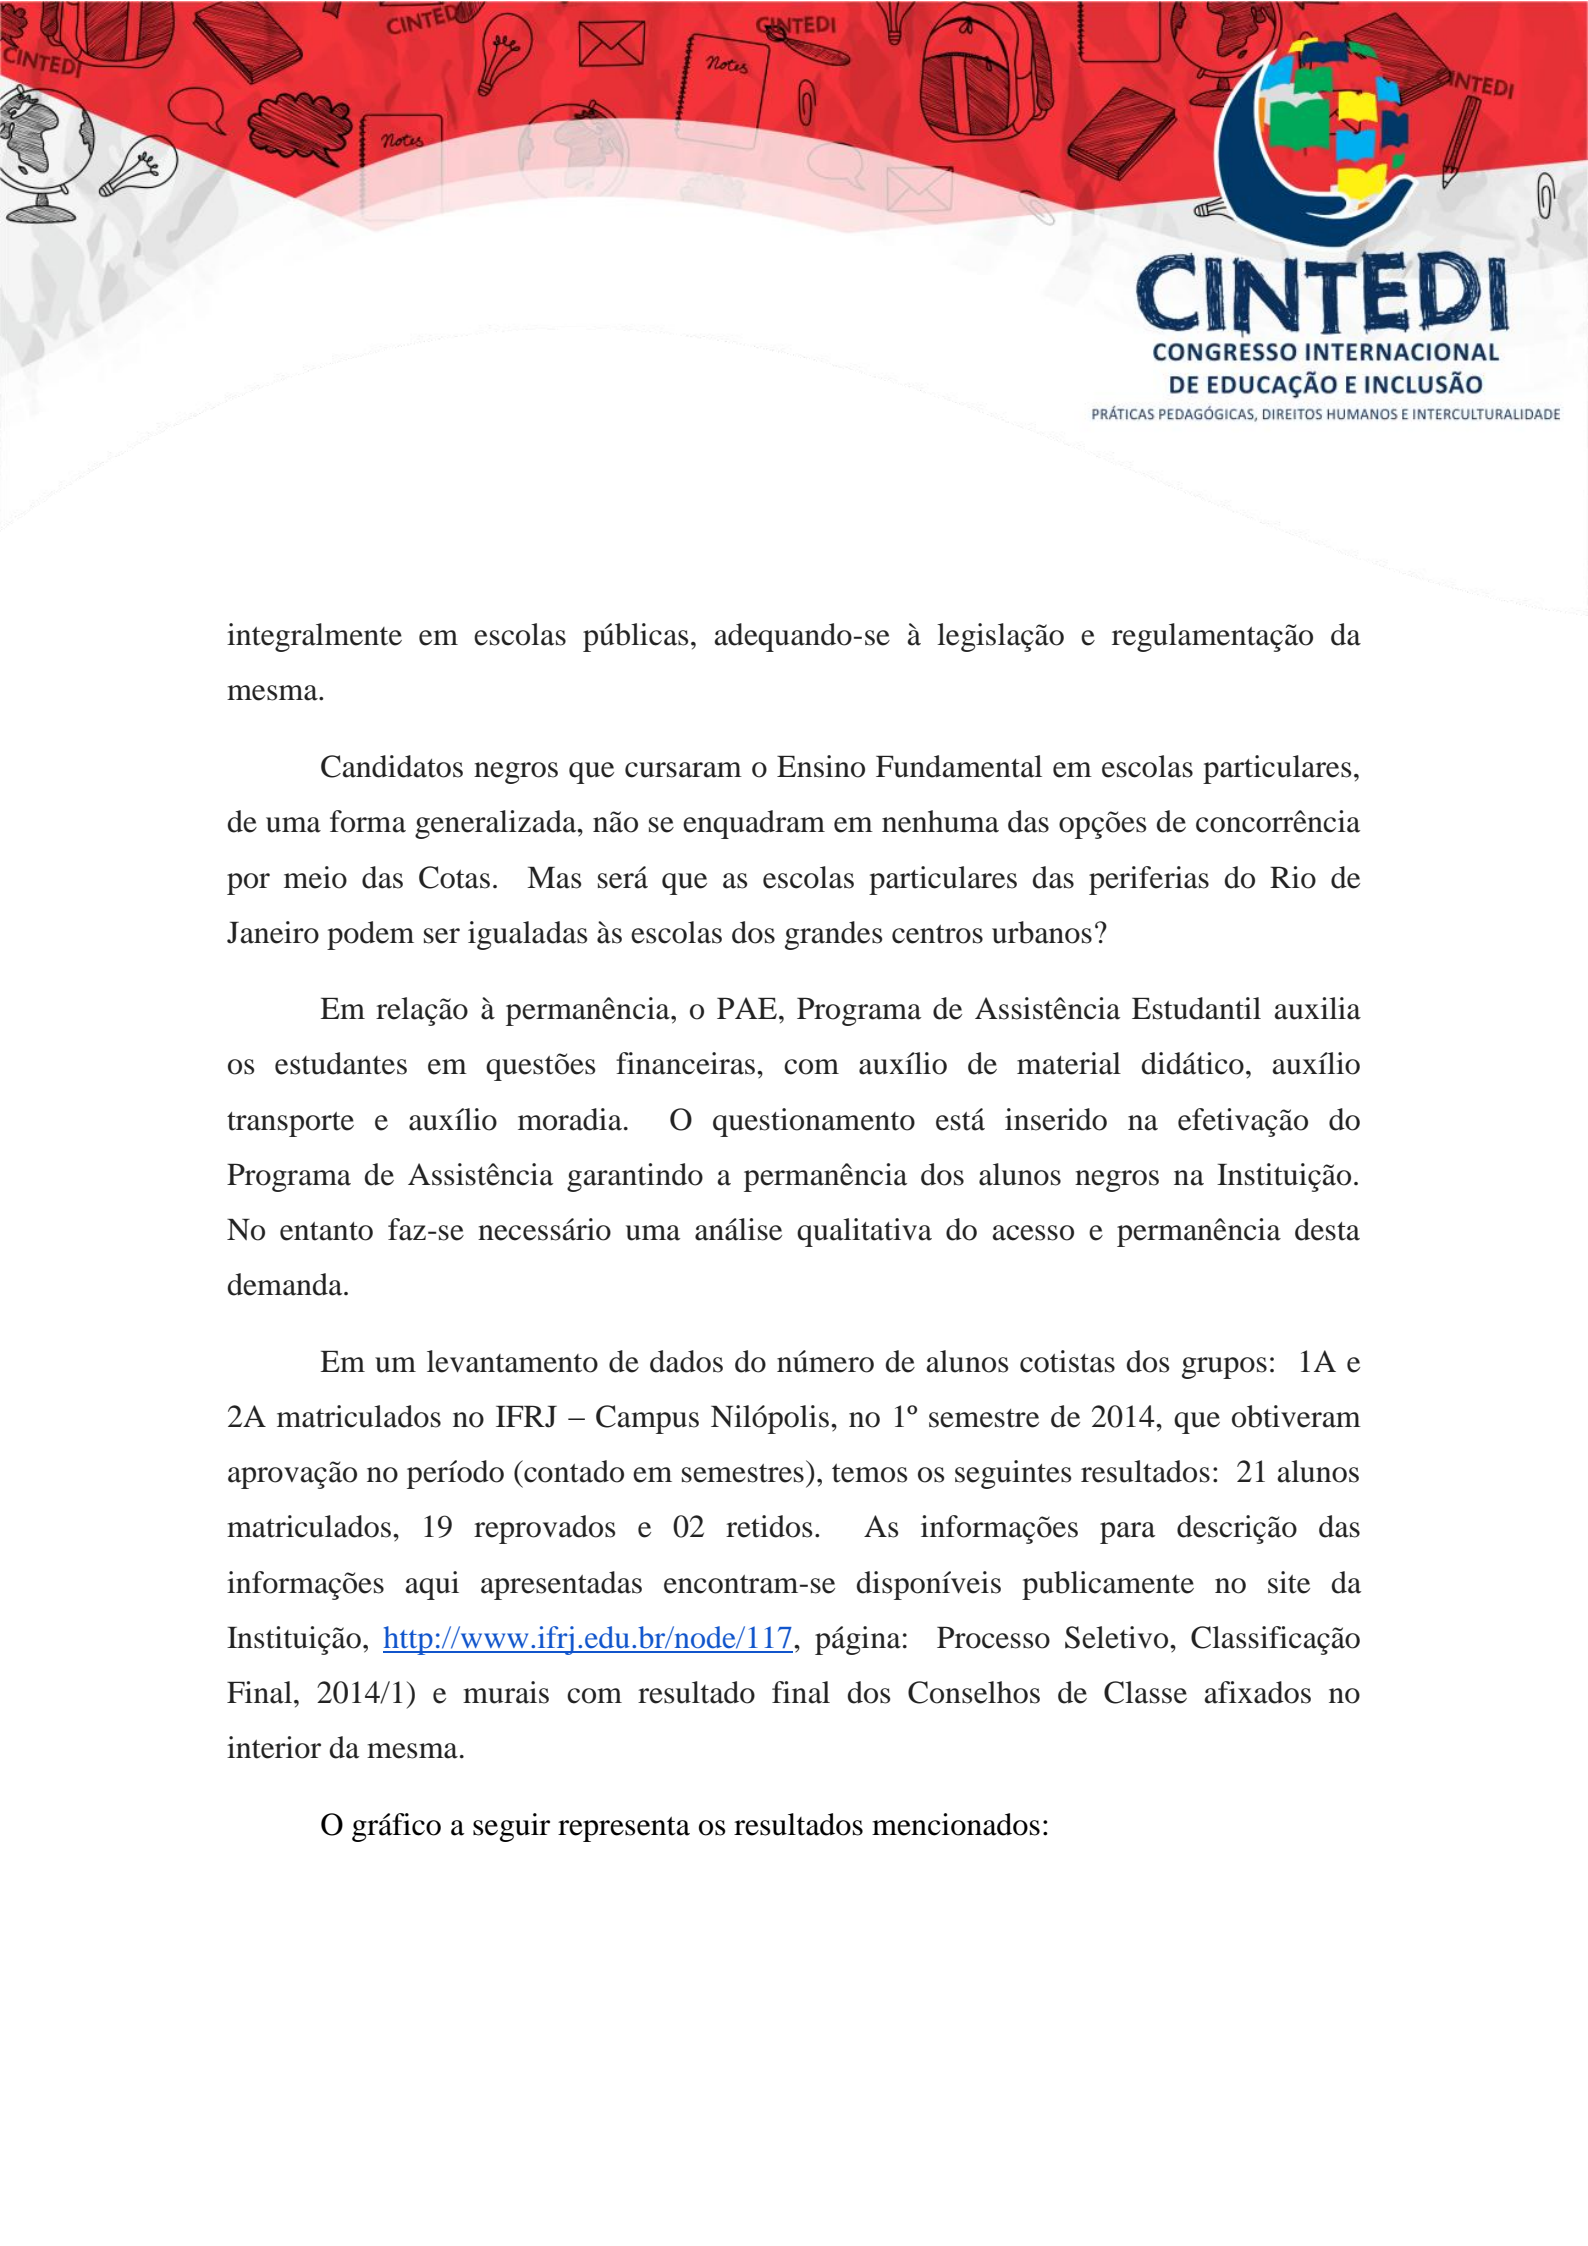 CINTEDI
CINTEDI
CINTEDI
CINTEDI
Notes
Notes
CINTEDI
CONGRESSO INTERNACIONAL
DE EDUCAÇÃO E INCLUSÃO
PRÁTICAS PEDAGÓGICAS, DIREITOS HUMANOS E INTERCULTURALIDADE
integralmente em escolas públicas, adequando-se à legislação e regulamentação da
mesma.
Candidatos negros que cursaram o Ensino Fundamental em escolas particulares,
de uma forma generalizada, não se enquadram em nenhuma das opções de concorrência
por meio das Cotas. Mas será que as escolas particulares das periferias do Rio de
Janeiro podem ser igualadas às escolas dos grandes centros urbanos?
Em relação à permanência, o PAE, Programa de Assistência Estudantil auxilia
os estudantes em questões financeiras, com auxílio de material didático, auxílio
transporte e auxílio moradia. O questionamento está inserido na efetivação do
Programa de Assistência garantindo a permanência dos alunos negros na Instituição.
No entanto faz-se necessário uma análise qualitativa do acesso e permanência desta
demanda.
Em um levantamento de dados do número de alunos cotistas dos grupos: 1A e
2A matriculados no IFRJ – Campus Nilópolis, no 1º semestre de 2014, que obtiveram
aprovação no período (contado em semestres), temos os seguintes resultados: 21 alunos
matriculados, 19 reprovados e 02 retidos. As informações para descrição das
informações aqui apresentadas encontram-se disponíveis publicamente no site da
Instituição, http://www.ifrj.edu.br/node/117, página: Processo Seletivo, Classificação
Final, 2014/1) e murais com resultado final dos Conselhos de Classe afixados no
interior da mesma.
O gráfico a seguir representa os resultados mencionados: